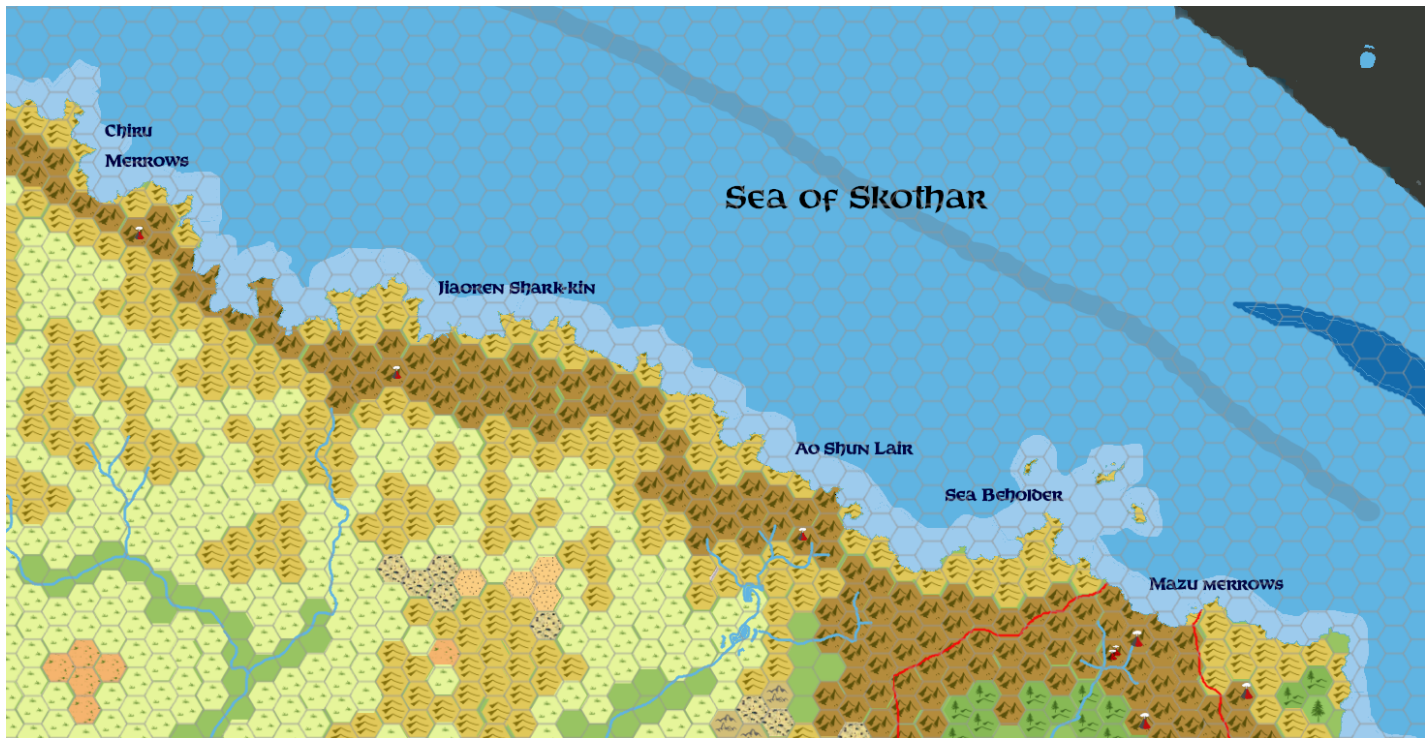 Chiru
Merrows
Sea of Skothar
Jiaoren Shark-kin
Ao Shun Lair
Sea Beholder
Mazu merrows